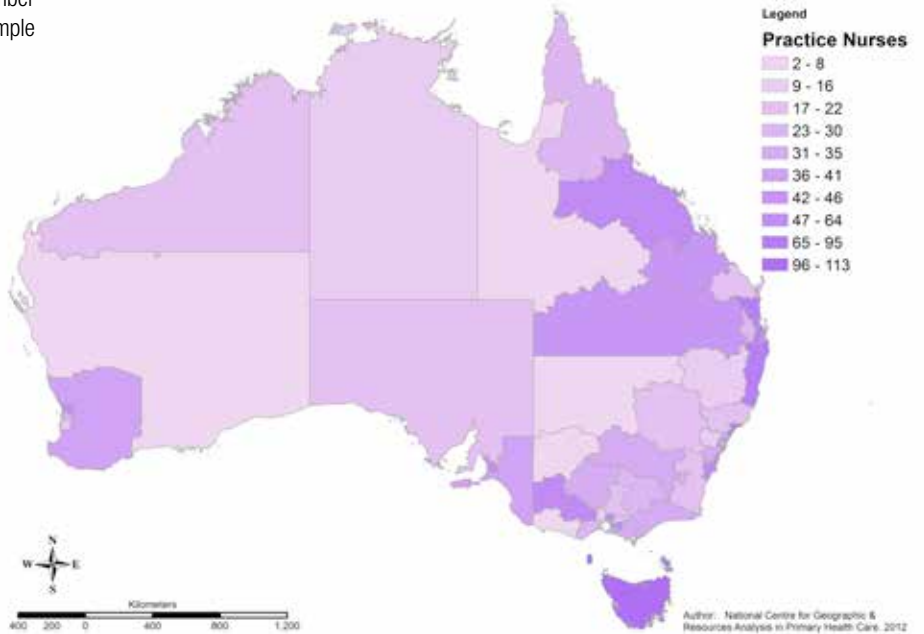 mple
Legend
Practice Nurses
2 - 8
9 - 16
17 - 22
23 - 30
31 - 35
36 - 41
42 - 46
47 - 64
65 - 95
96 - 113
N
W E
S
Kilometers
400 200 0 400 800 1,200
Author: National Centre for Geographic &
Resources Analysis in Primary Health Care, 2012